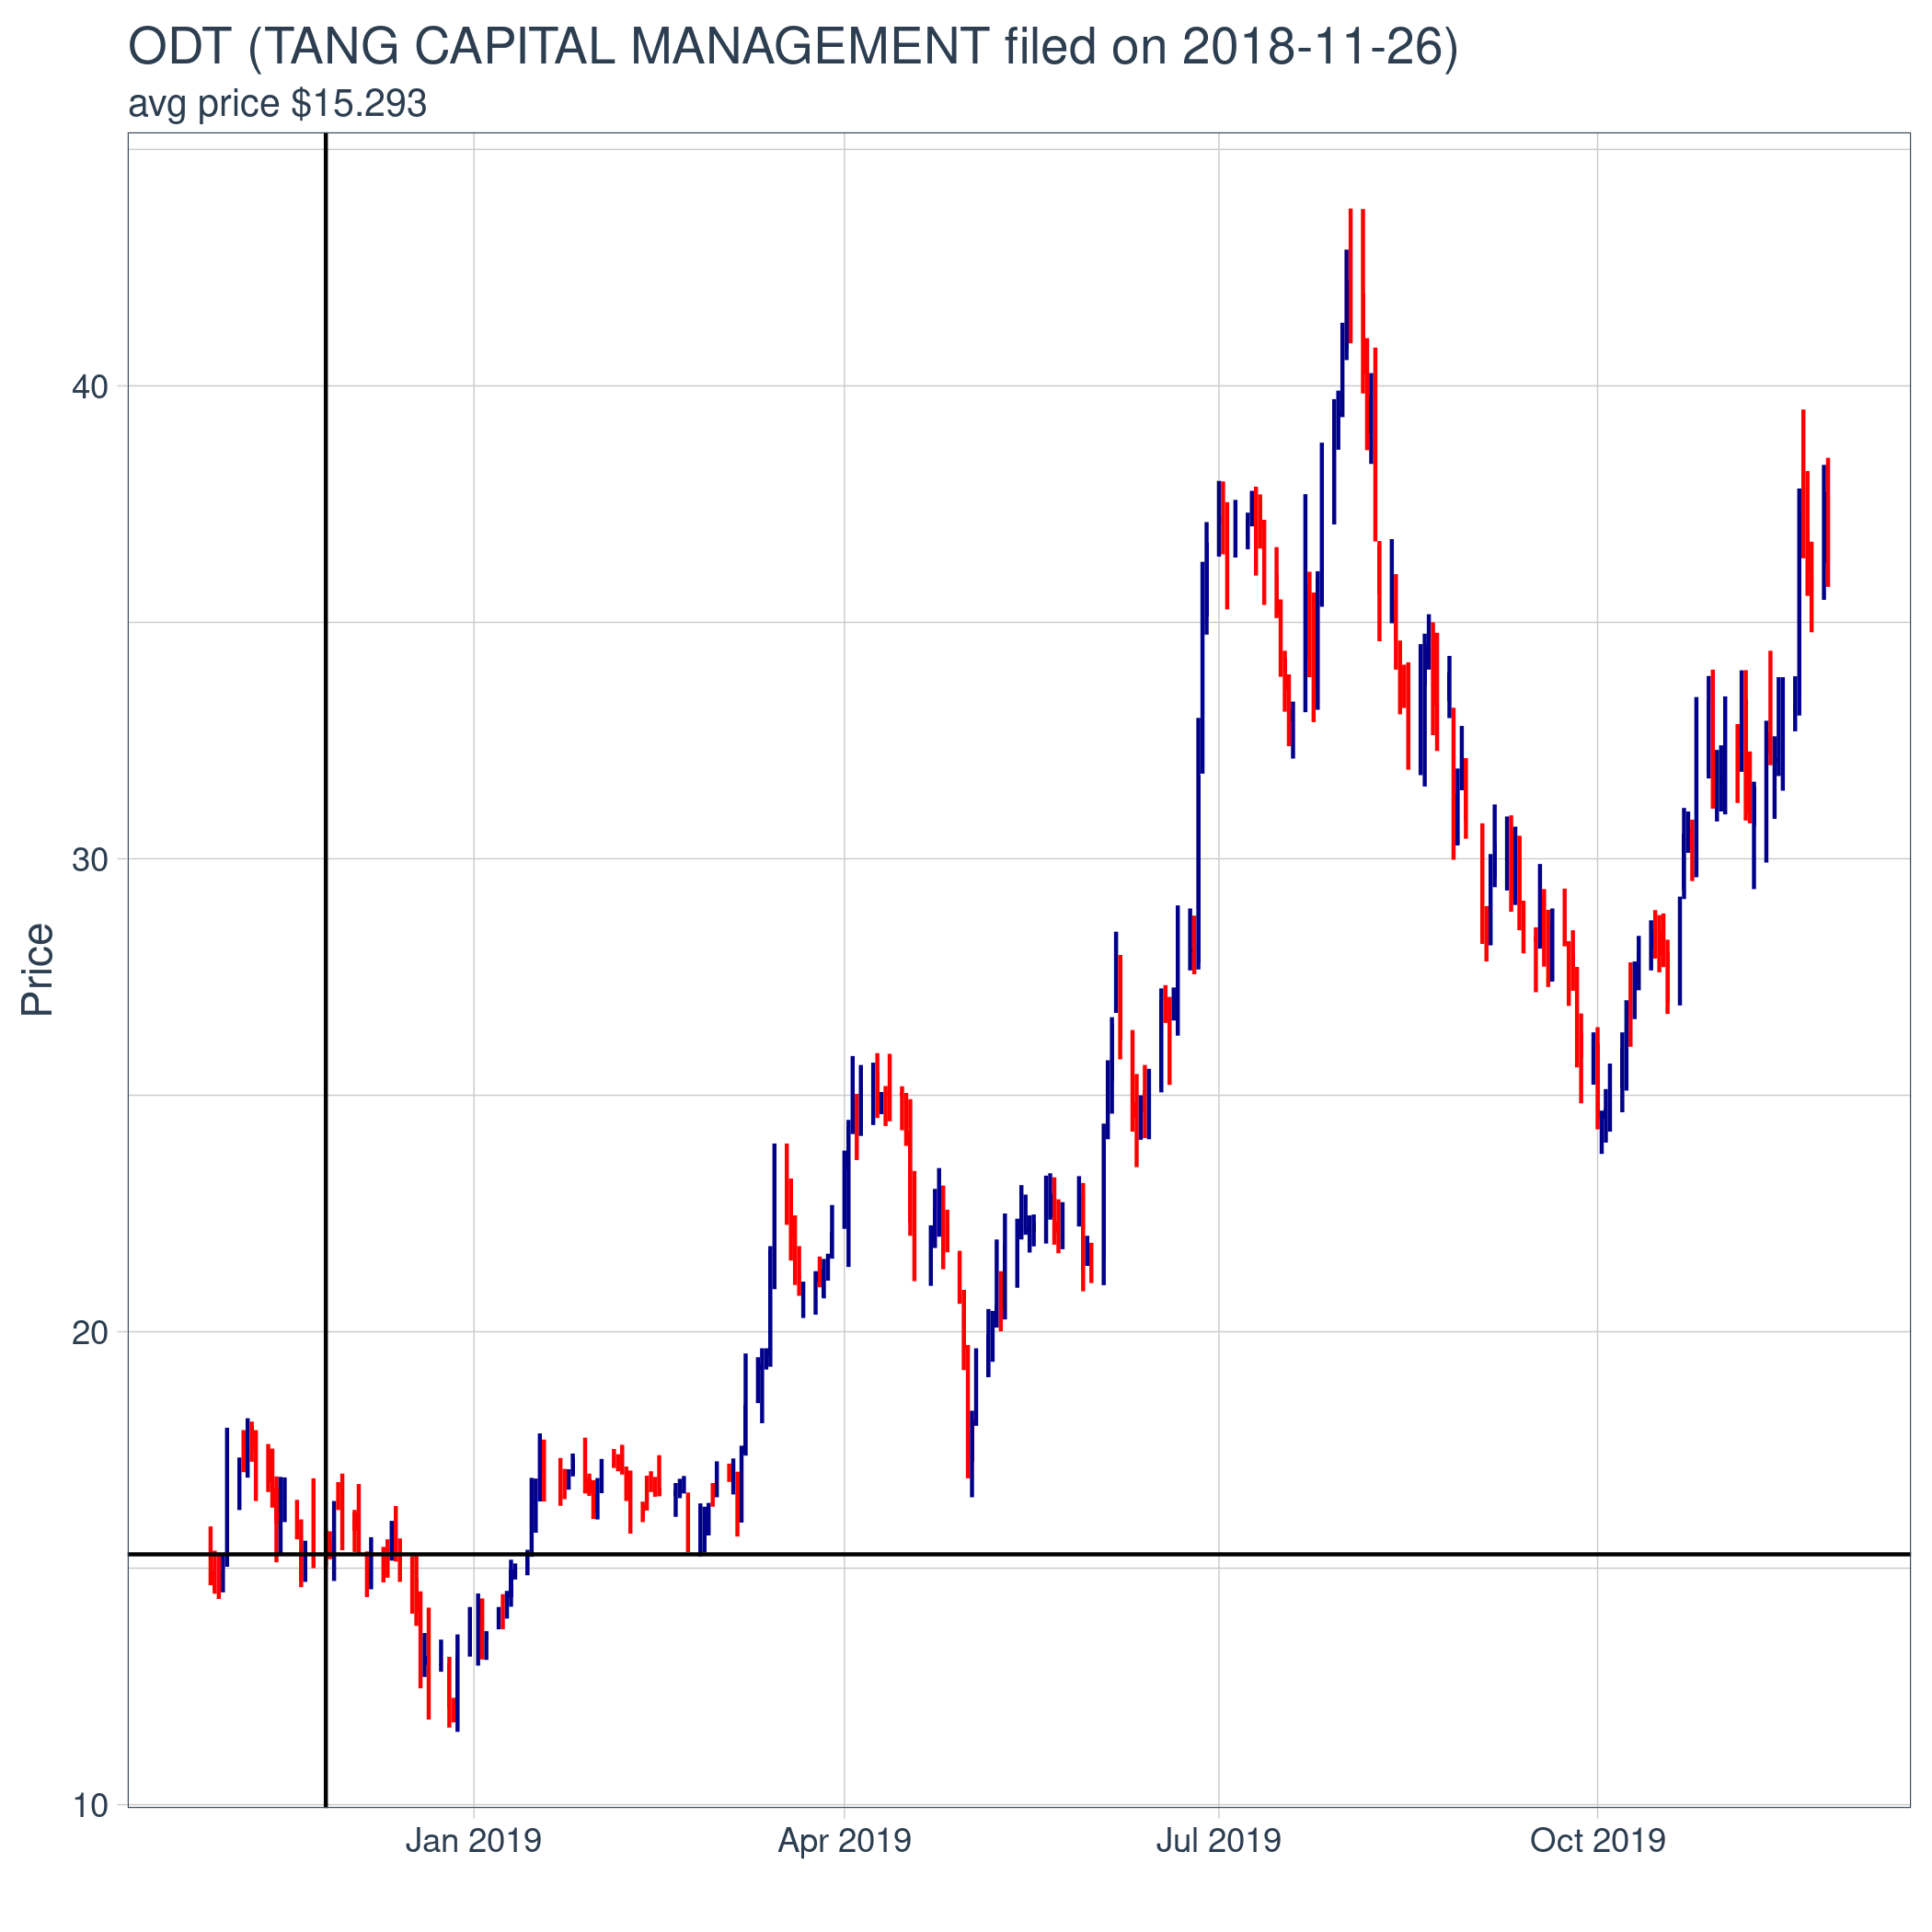 ODT (TANG CAPITAL MANAGEMENT filed on 2018-11-26)
avg price $15.293
Price
40
30
20
10
Jan 2019
Apr 2019
Jul 2019
Oct 2019